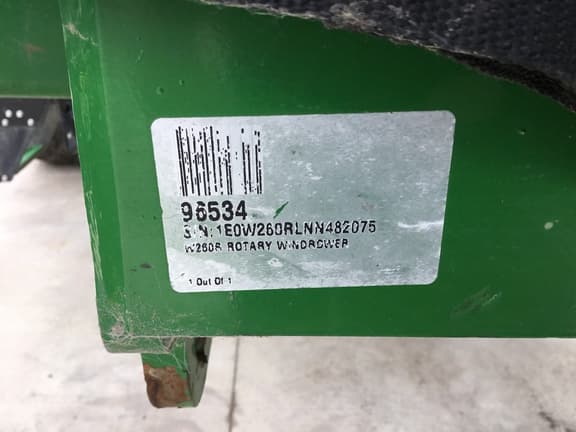 96534
S/N: 1E0W260RLNN482075
W260R ROTARY WINDROWER
1 Out Of 1